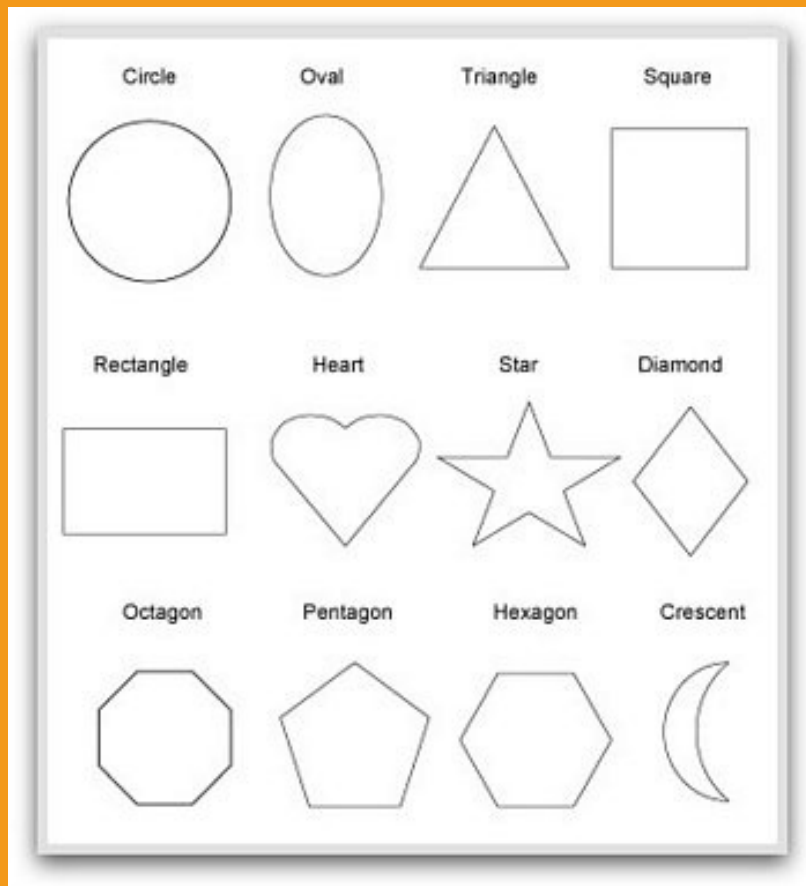 Circle Oval Triangle Square
Rectangle Heart Star Diamond
Octagon Pentagon Hexagon Crescent